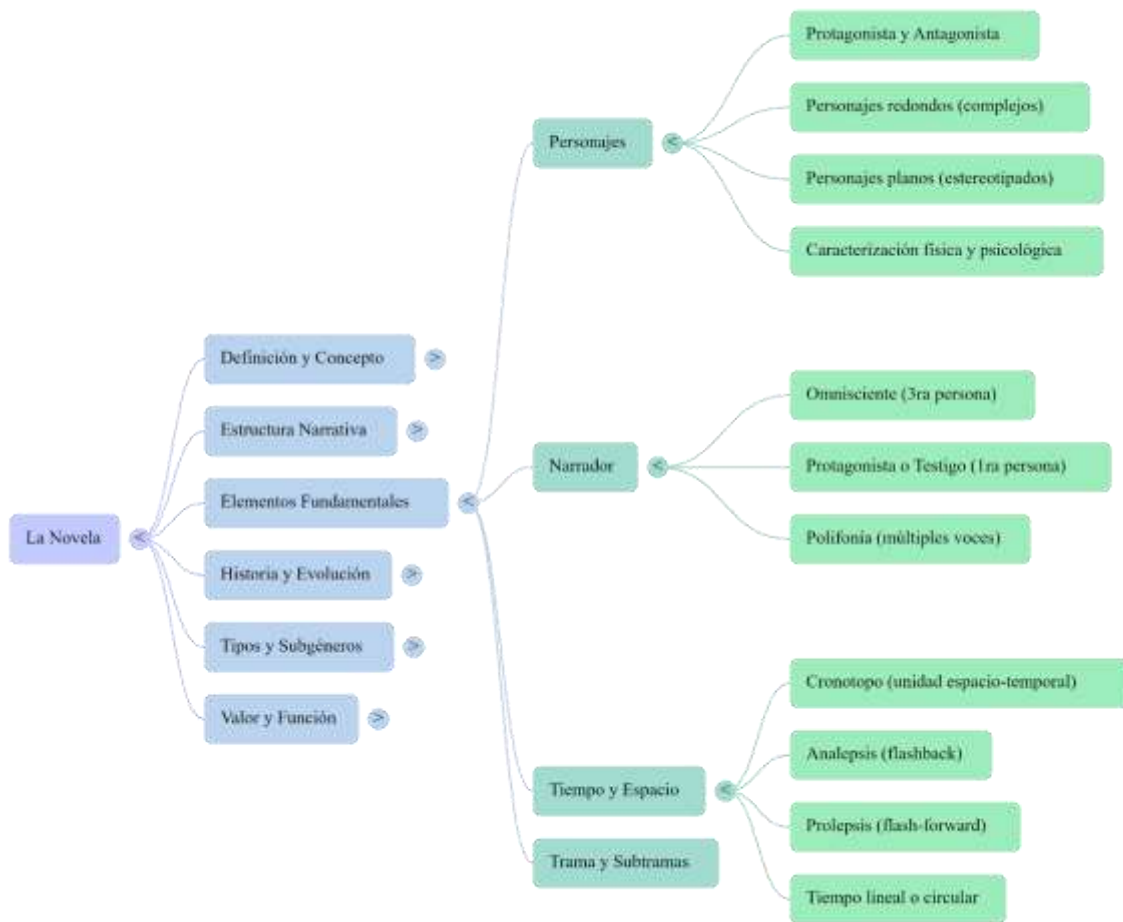 La Novela
Definición y Concepto
Estructura Narrativa
Elementos Fundamentales
Historia y Evolución
Tipos y Subgéneros
Valor y Función
Personajes
Protagonista y Antagonista
Personajes redondos (complejos)
Personajes planos (estereotipados)
Caracterización física y psicológica
Narrador
Omnisciente (3ra persona)
Protagonista o Testigo (1ra persona)
Polifonía (múltiples voces)
Tiempo y Espacio
Cronotopo (unidad espacio-temporal)
Analepsis (flashback)
Prolepsis (flash-forward)
Tiempo lineal o circular
Trama y Subtramas